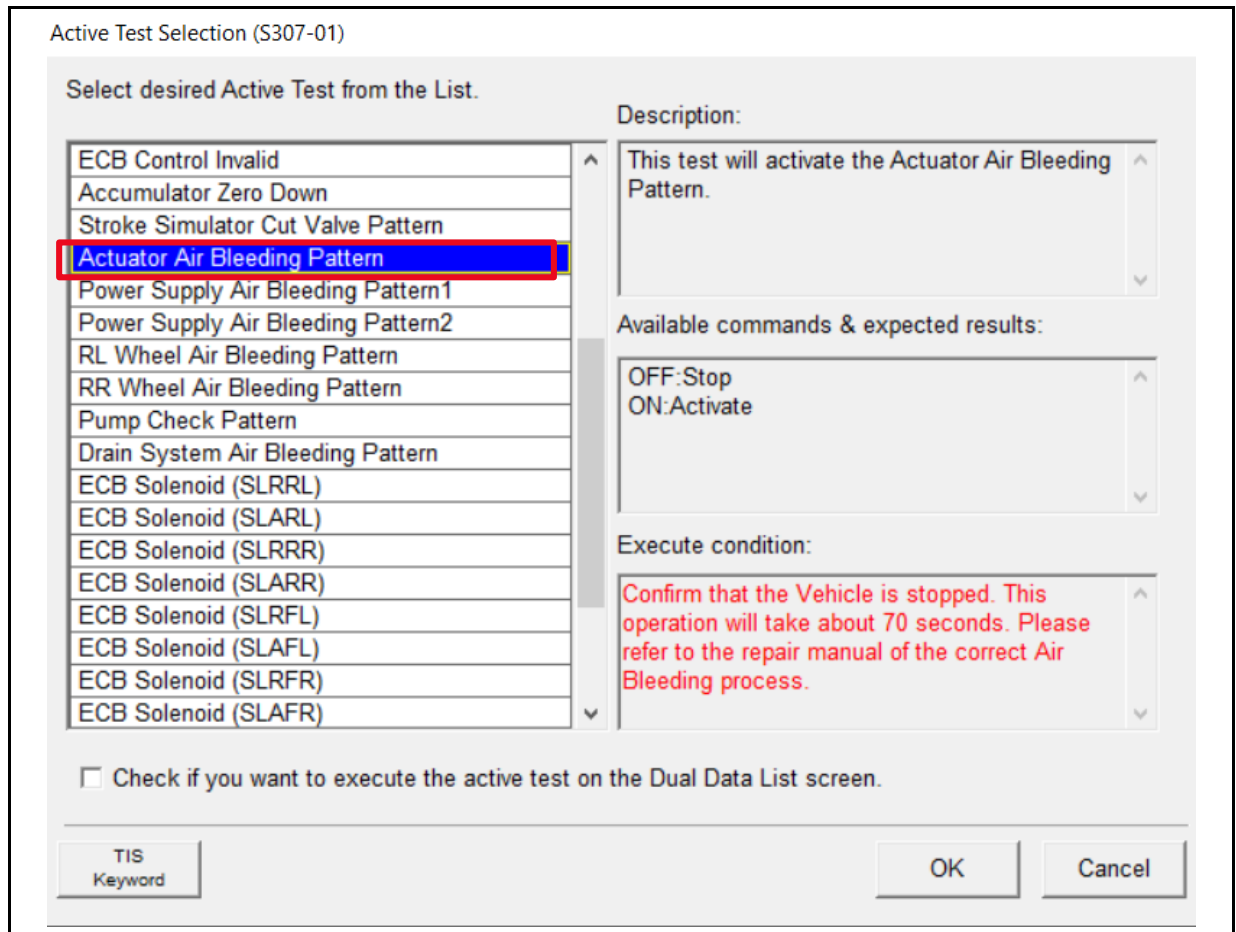 Active Test Selection (S307-01)
Select desired Active Test from the List.
ECB Control Invalid
Accumulator Zero Down
Stroke Simulator Cut Valve Pattern
Actuator Air Bleeding Pattern
Power Supply Air Bleeding Pattern1
Power Supply Air Bleeding Pattern2
RL Wheel Air Bleeding Pattern
RR Wheel Air Bleeding Pattern
Pump Check Pattern
Drain System Air Bleeding Pattern
ECB Solenoid (SLRRL)
ECB Solenoid (SLARL)
ECB Solenoid (SLRRR)
ECB Solenoid (SLARR)
ECB Solenoid (SLRFL)
ECB Solenoid (SLAFL)
ECB Solenoid (SLRFR)
ECB Solenoid (SLAFR)
Description:
This test will activate the Actuator Air Bleeding
Pattern.
Available commands & expected results:
OFF:Stop
ON:Activate
Execute condition:
Confirm that the Vehicle is stopped. This
operation will take about 70 seconds. Please
refer to the repair manual of the correct Air
Bleeding process.
Check if you want to execute the active test on the Dual Data List screen.
TIS
Keyword
OK
Cancel